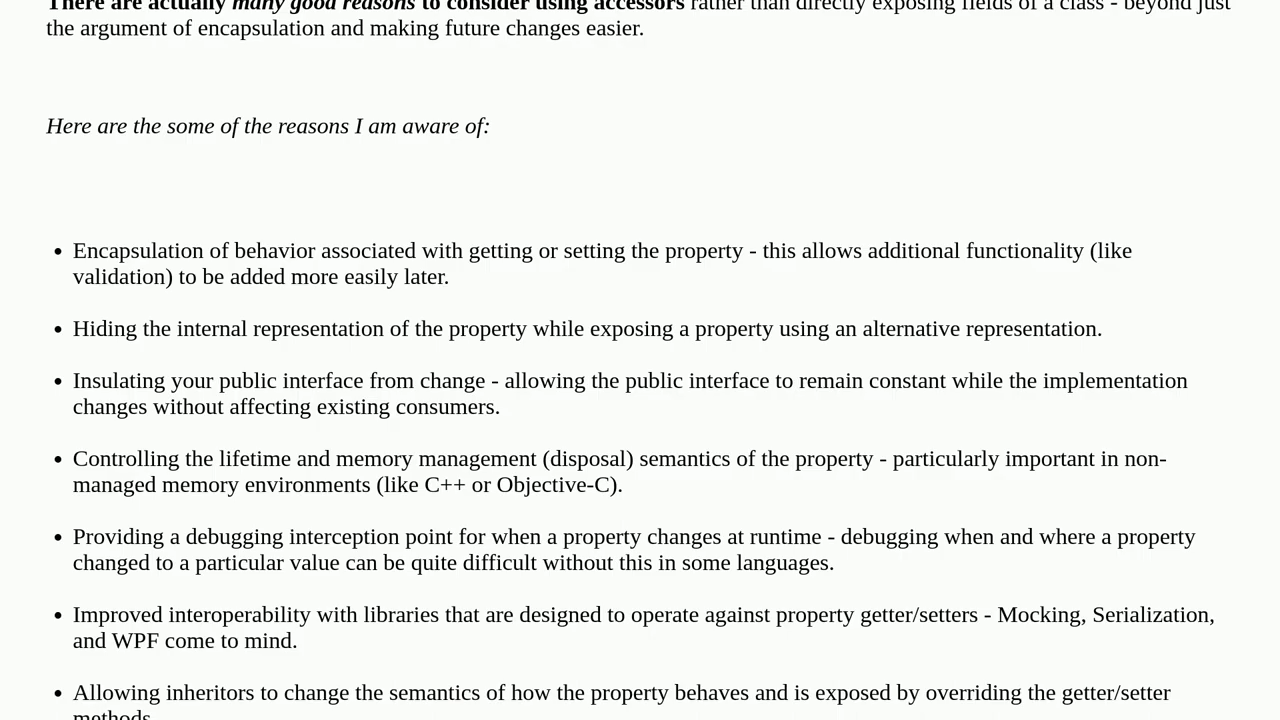 There are actually many good reasons to consider using accessors rather than directly exposing fields of a class - beyond just
the argument of encapsulation and making future changes easier.
Here are the some of the reasons I am aware of:
• Encapsulation of behavior associated with getting or setting the property - this allows additional functionality (like
validation) to be added more easily later.
• Hiding the internal representation of the property while exposing a property using an alternative representation.
• Insulating your public interface from change - allowing the public interface to remain constant while the implementation
changes without affecting existing consumers.
• Controlling the lifetime and memory management (disposal) semantics of the property - particularly important in non-
managed memory environments (like C++ or Objective-C).
• Providing a debugging interception point for when a property changes at runtime - debugging when and where a property
changed to a particular value can be quite difficult without this in some languages.
• Improved interoperability with libraries that are designed to operate against property getter/setters - Mocking, Serialization,
and WPF come to mind.
• Allowing inheritors to change the semantics of how the property behaves and is exposed by overriding the getter/setter
methods.